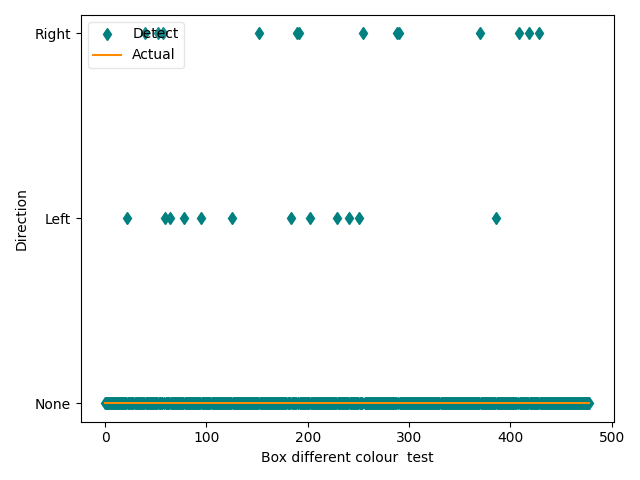 Right
Left
None
Direction
Detect
Actual
0 100 200 300 400 500
Box different colour  test